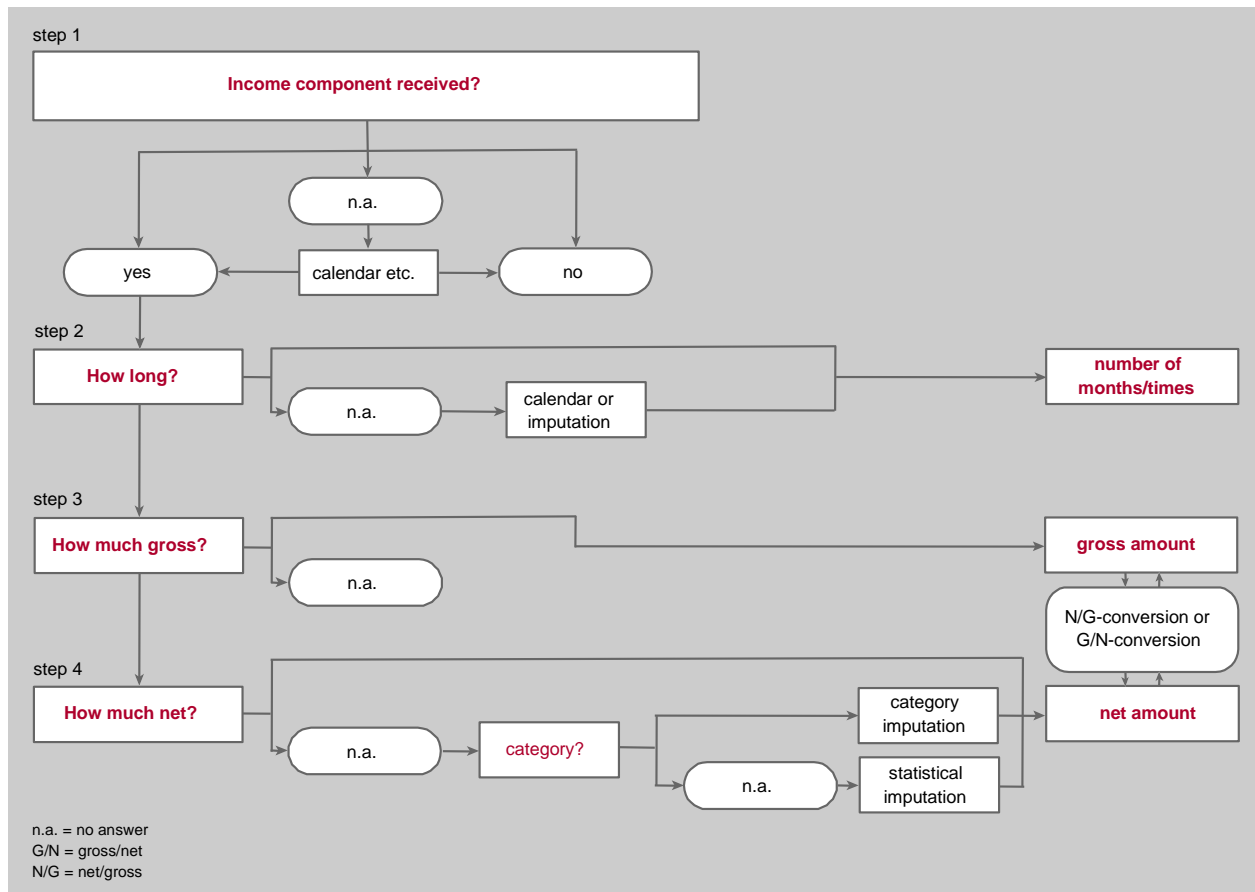 step 1
Income component received?
n.a.
yes
calendar etc.
no
step 2
How long?
n.a.
calendar or
imputation
number of
months/times
step 3
How much gross?
n.a.
gross amount
N/G-conversion or
G/N-conversion
step 4
How much net?
n.a.
category?
category
imputation
n.a.
statistical
imputation
net amount
n.a. = no answer
G/N = gross/net
N/G = net/gross